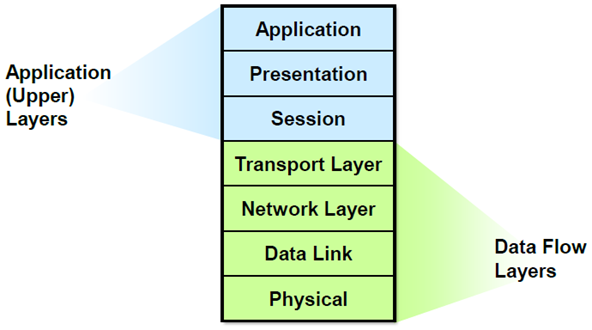 Application
(Upper)
Layers
Application
Presentation
Session
Transport Layer
Network Layer
Data Link
Physical
Data Flow
Layers